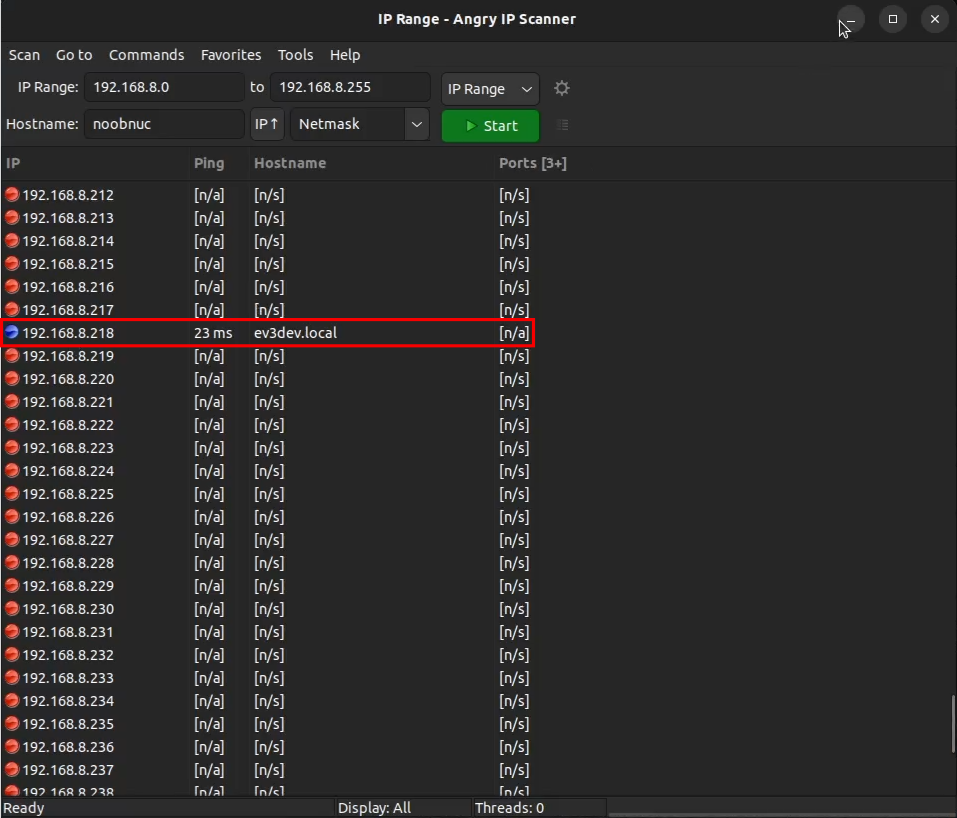 IP Range - Angry IP Scanner
Scan Go to Commands Favorites Tools Help
IP Range: 192.168.8.0 to 192.168.8.255 IP Range
Hostname: noobnuc IP↑ Netmask Start
IP Ping Hostname Ports [3+]
192.168.8.212 [n/a] [n/s] [n/s]
192.168.8.213 [n/a] [n/s] [n/s]
192.168.8.214 [n/a] [n/s] [n/s]
192.168.8.215 [n/a] [n/s] [n/s]
192.168.8.216 [n/a] [n/s] [n/s]
192.168.8.217 [n/a] [n/s] [n/s]
192.168.8.218 23 ms ev3dev.local [n/a]
192.168.8.219 [n/a] [n/s] [n/s]
192.168.8.220 [n/a] [n/s] [n/s]
192.168.8.221 [n/a] [n/s] [n/s]
192.168.8.222 [n/a] [n/s] [n/s]
192.168.8.223 [n/a] [n/s] [n/s]
192.168.8.224 [n/a] [n/s] [n/s]
192.168.8.225 [n/a] [n/s] [n/s]
192.168.8.226 [n/a] [n/s] [n/s]
192.168.8.227 [n/a] [n/s] [n/s]
192.168.8.228 [n/a] [n/s] [n/s]
192.168.8.229 [n/a] [n/s] [n/s]
192.168.8.230 [n/a] [n/s] [n/s]
192.168.8.231 [n/a] [n/s] [n/s]
192.168.8.232 [n/a] [n/s] [n/s]
192.168.8.233 [n/a] [n/s] [n/s]
192.168.8.234 [n/a] [n/s] [n/s]
192.168.8.235 [n/a] [n/s] [n/s]
192.168.8.236 [n/a] [n/s] [n/s]
192.168.8.237 [n/a] [n/s] [n/s]
192.168.8.238 [n/a] [n/s] [n/s]
Ready Display: All Threads: 0